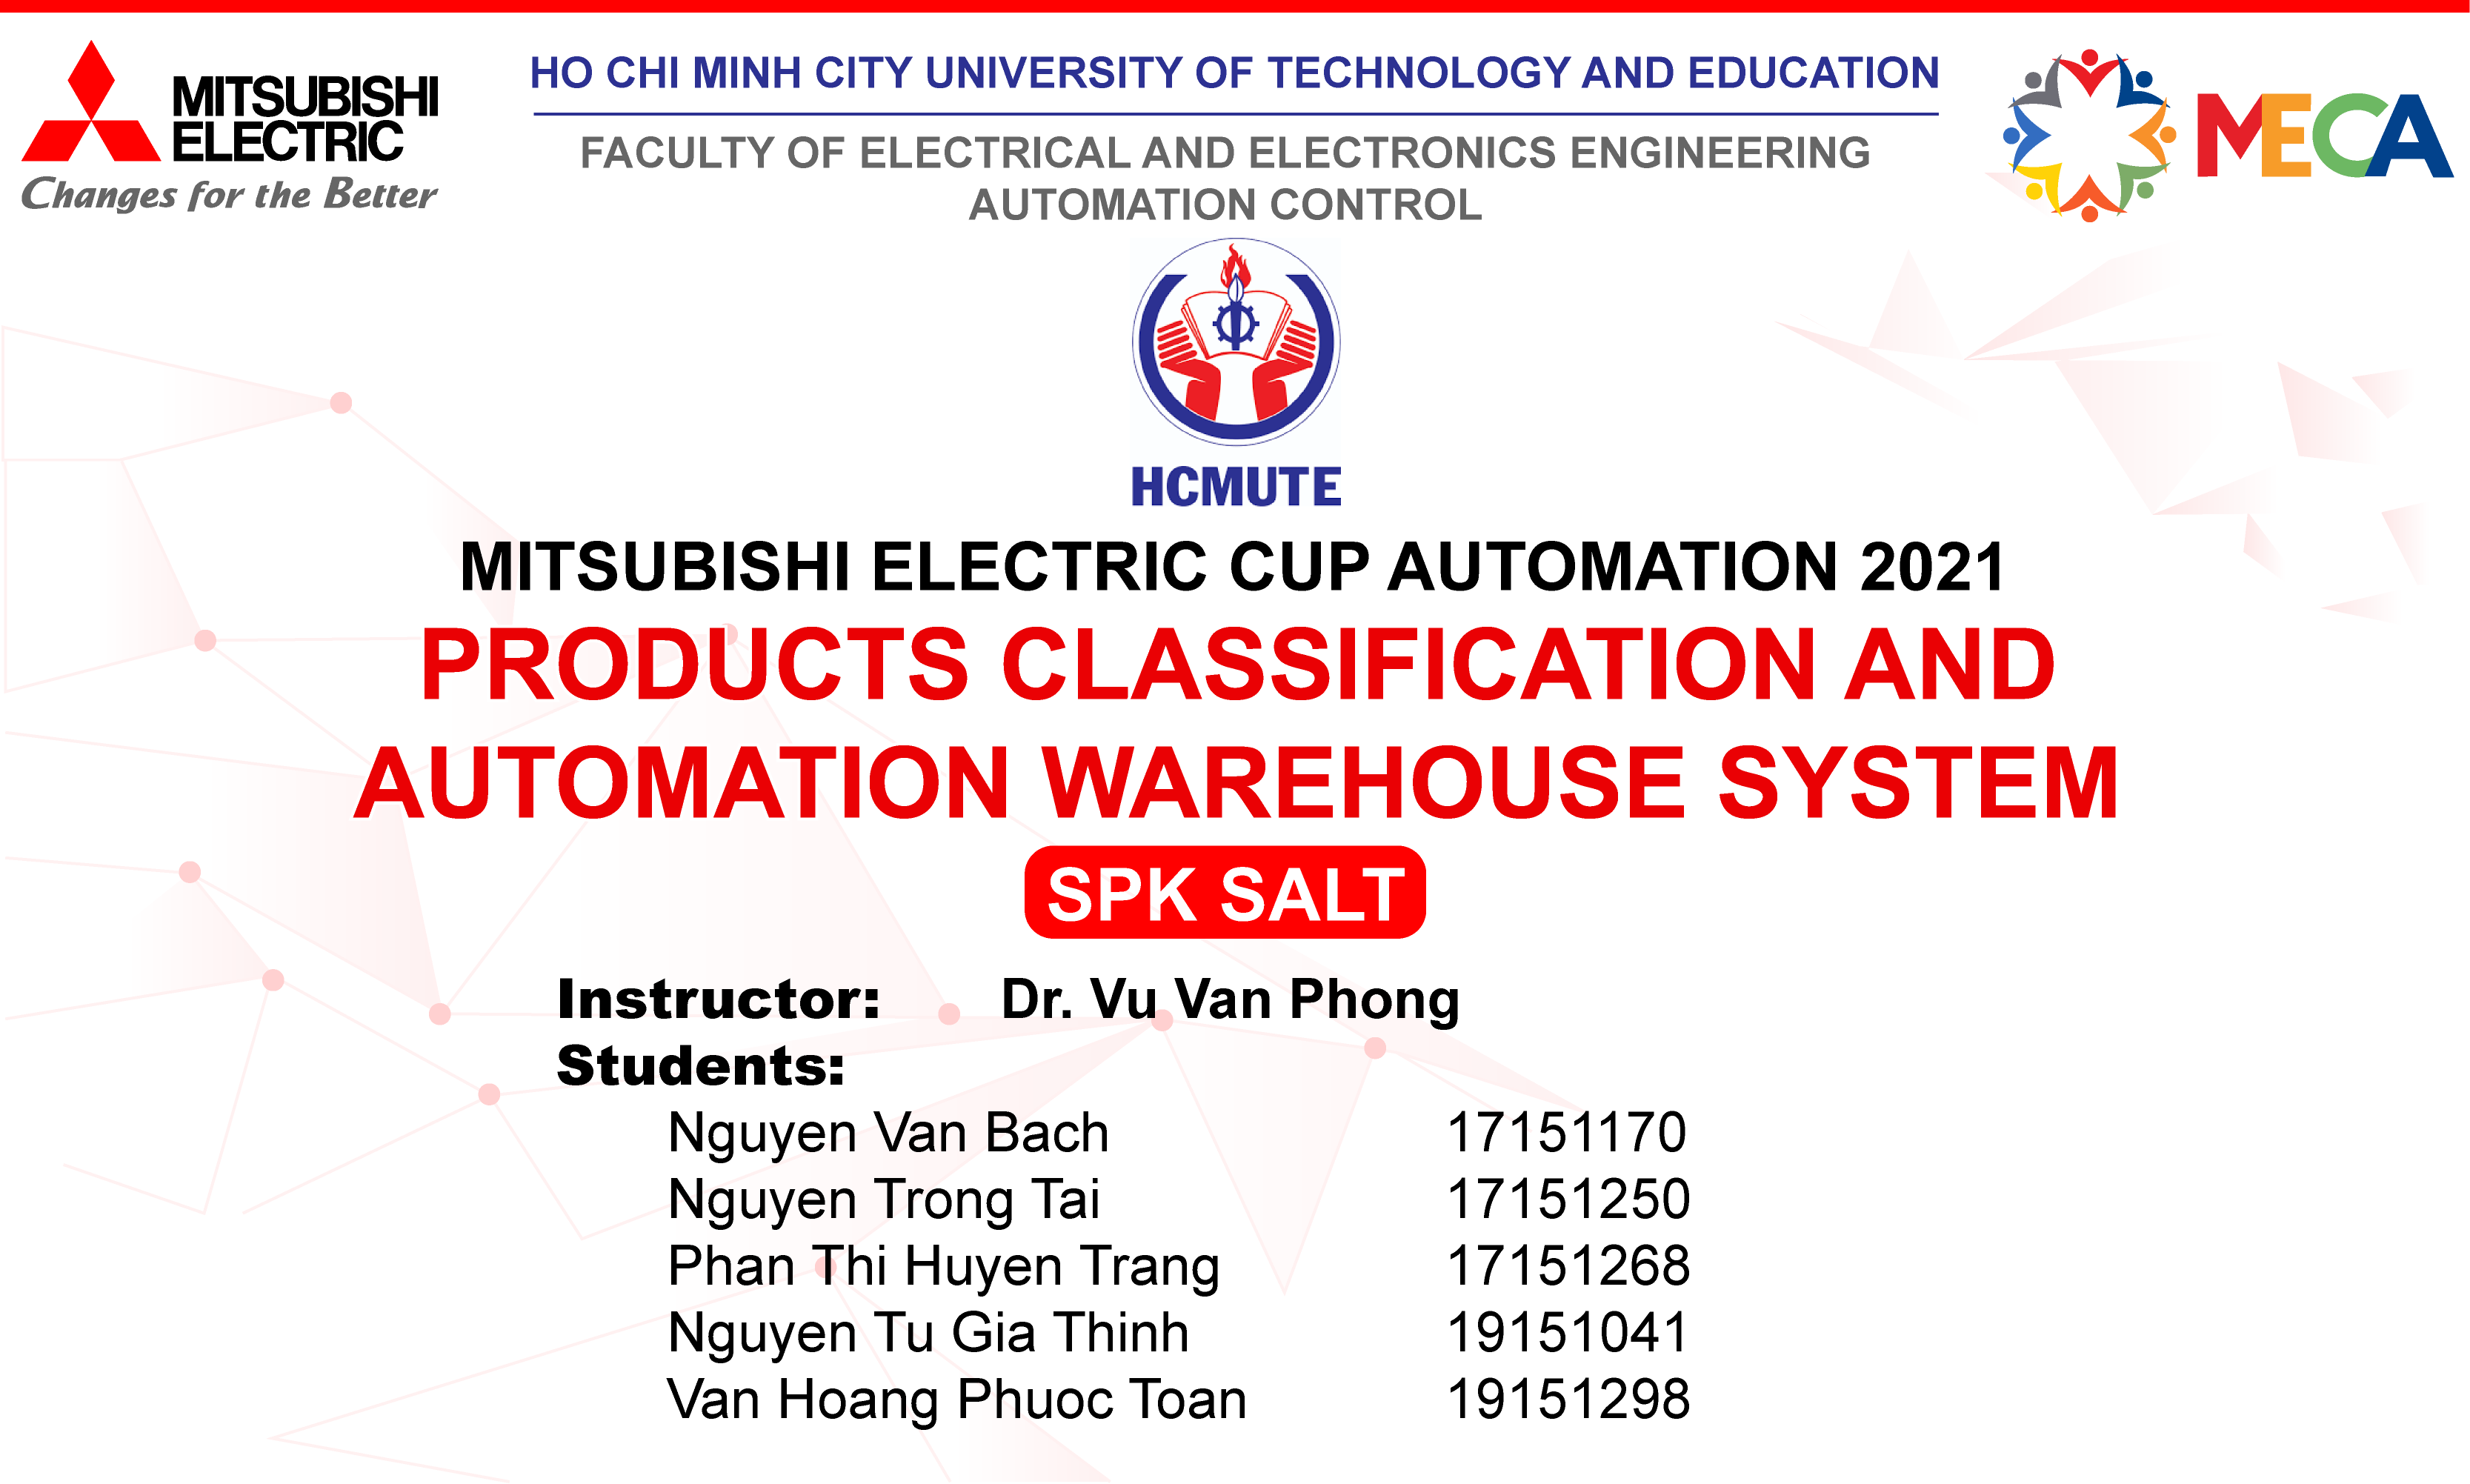 MITSUBISHI
ELECTRIC
Changes for the Better
HO CHI MINH CITY UNIVERSITY OF TECHNOLOGY AND EDUCATION
FACULTY OF ELECTRICAL AND ELECTRONICS ENGINEERING
AUTOMATION CONTROL
MECA
HCMUTE
MITSUBISHI ELECTRIC CUP AUTOMATION 2021
PRODUCTS CLASSIFICATION AND
AUTOMATION WAREHOUSE SYSTEM
SPK SALT
Instructor: Dr. Vu Van Phong
Students:
Nguyen Van Bach 17151170
Nguyen Trong Tai 17151250
Phan Thi Huyen Trang 17151268
Nguyen Tu Gia Thinh 19151041
Van Hoang Phuoc Toan 19151298